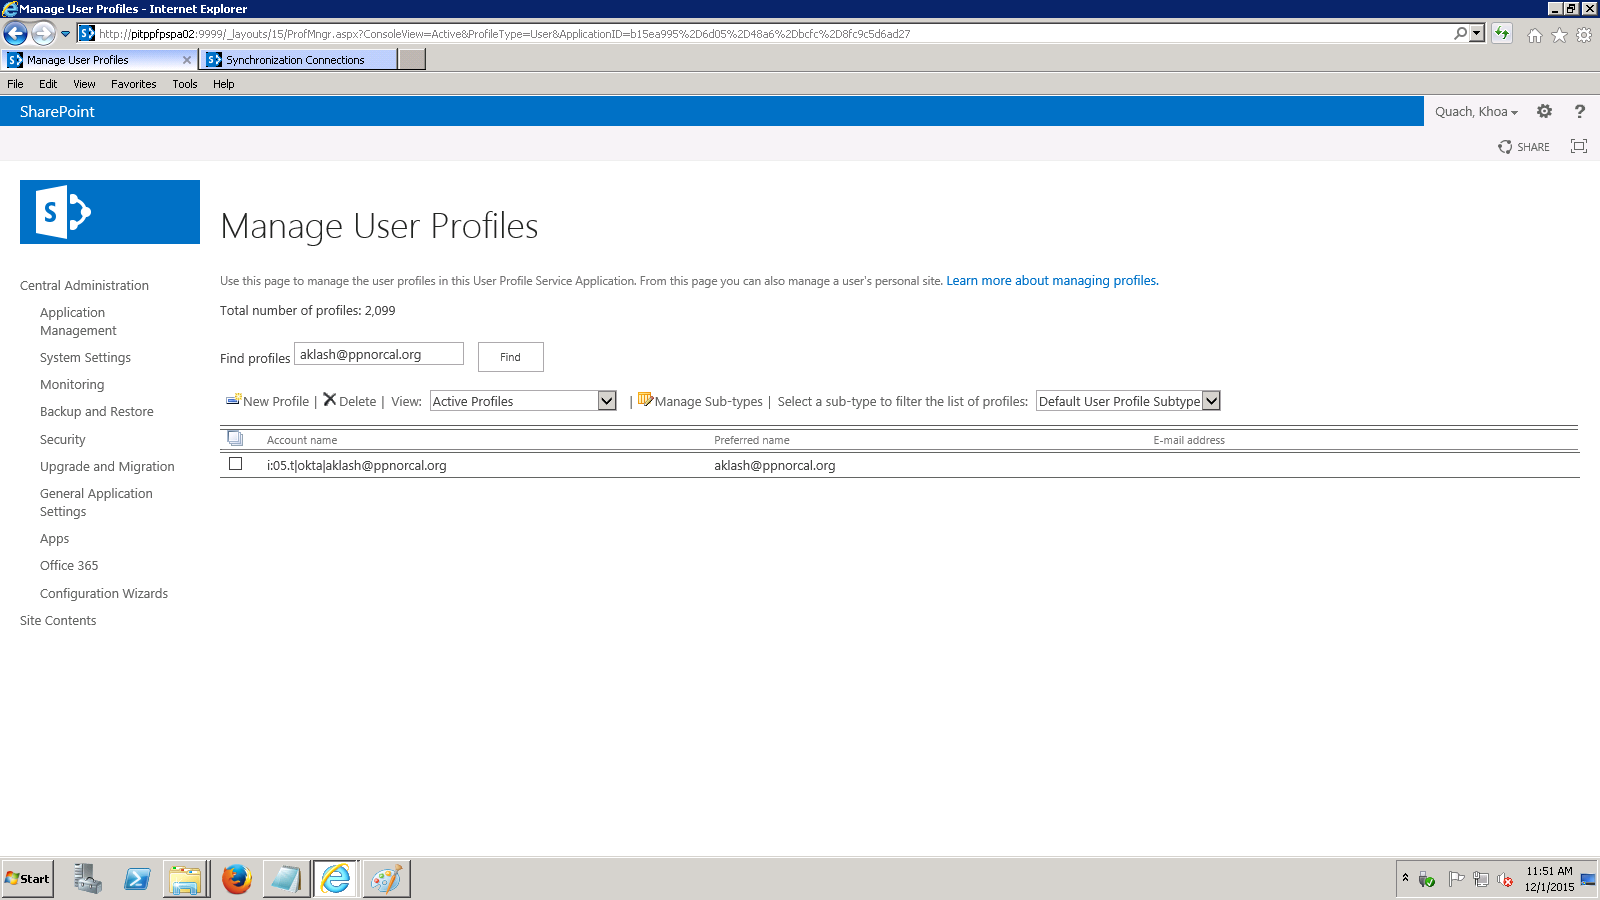 Manage User Profiles - Internet Explorer
http://pitppfpspa02:9999/_layouts/15/ProfMngr.aspx?ConsoleView=Active&ProfileType=User&ApplicationID=b15ea995%2D6d05%2D48a6%2Dbcfc%2D8fc9c5d6ad27
Manage User Profiles
Synchronization Connections
File Edit View Favorites Tools Help
SharePoint
Quach, Khoa
?
SHARE
S
Manage User Profiles
Use this page to manage the user profiles in this User Profile Service Application. From this page you can also manage a user's personal site. Learn more about managing profiles.
Total number of profiles: 2,099
Find profiles aklash@ppnorcal.org Find
New Profile | Delete | View: Active Profiles | Manage Sub-types | Select a sub-type to filter the list of profiles: Default User Profile Subtype
Account name Preferred name E-mail address
i:05.t|okta|aklash@ppnorcal.org aklash@ppnorcal.org
Central Administration
Application
Management
System Settings
Monitoring
Backup and Restore
Security
Upgrade and Migration
General Application
Settings
Apps
Office 365
Configuration Wizards
Site Contents
Start
11:51 AM
12/1/2015